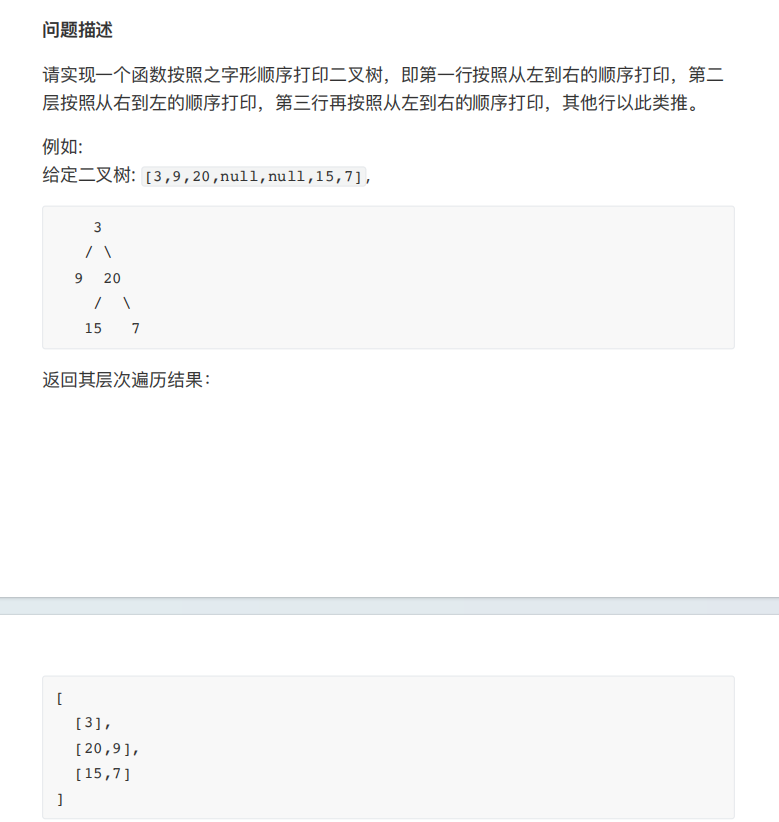 问题描述
请实现一个函数按照之字形顺序打印二叉树，即第一行按照从左到右的顺序打印，第二
层按照从右到左的顺序打印，第三行再按照从左到右的顺序打印，其他行以此类推。
例如:
给定二叉树: [3,9,20,null,null,15,7],
3
/ \
9 20
/ \
15 7
返回其层次遍历结果：
[
[3],
[20,9],
[15,7]
]